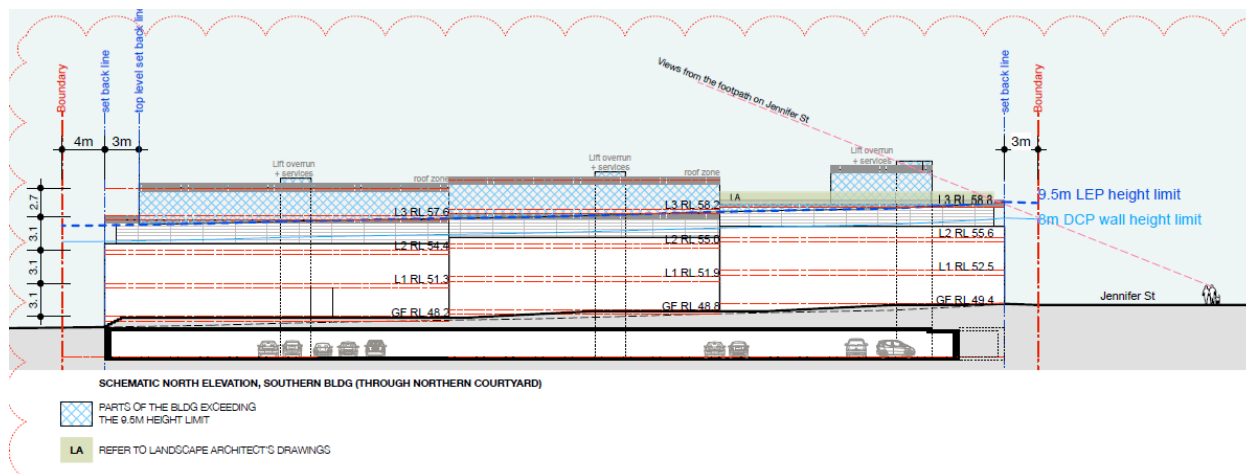 Boundary
set back line
top level set back line
Views from the footpath on Jennifer St
set back line
Boundary
4m
3m
3m
Lift overrun
+ services
Lift overrun
+ services
Lift overrun
+ services
roof zone
roof zone
2.7
3.1
3.1
3.1
LA
L3 RL 57.6
L3 RL 58.2
L3 RL 58.8
9.5m LEP height limit
8m DCP wall height limit
L2 RL 54.4
L2 RL 55.0
L2 RL 55.6
L1 RL 51.3
L1 RL 51.9
L1 RL 52.5
GF RL 48.2
GF RL 48.8
GF RL 49.4
Jennifer St
SCHEMATIC NORTH ELEVATION, SOUTHERN BLDG (THROUGH NORTHERN COURTYARD)
PARTS OF THE BLDG EXCEEDING
THE 9.5M HEIGHT LIMIT
LA REFER TO LANDSCAPE ARCHITECT'S DRAWINGS